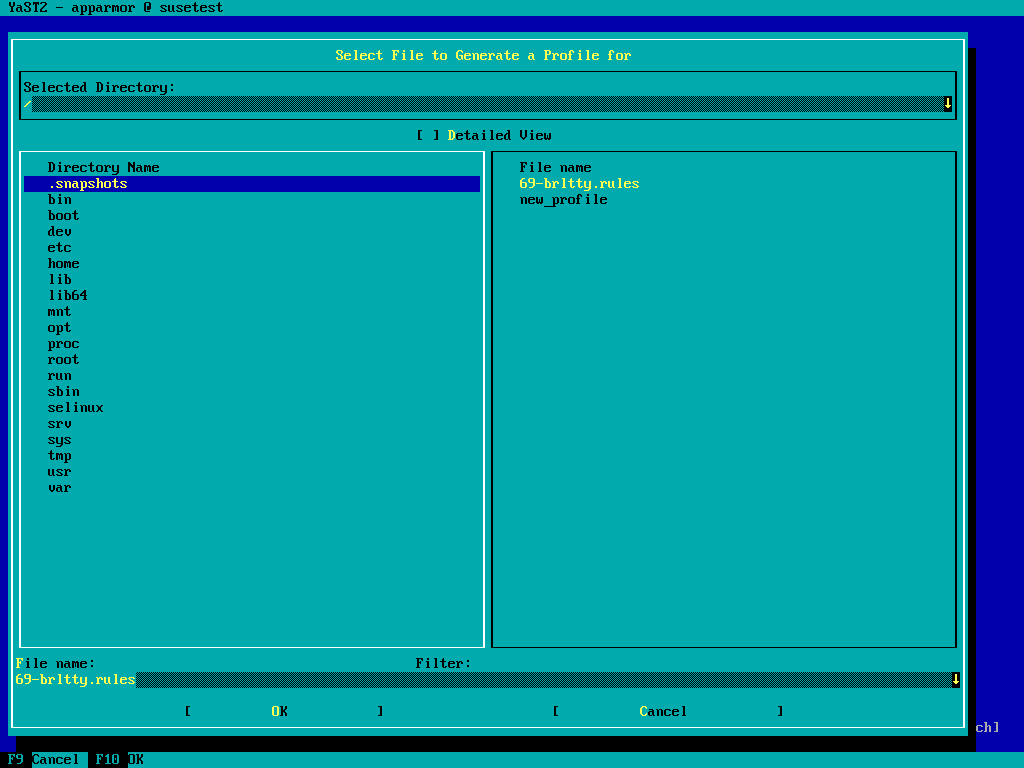 YaST2 - apparmor @ susetest
Select File to Generate a Profile for
Selected Directory:
/ ↓
[ ] Detailed View
Directory Name
.snapshots
bin
boot
dev
etc
home
lib
lib64
mnt
opt
proc
root
run
sbin
selinux
srv
sys
tmp
usr
var
File name
69-brltty.rules
new_profile
File name: Filter:
69-brltty.rules ↓
[ OK ] [ Cancel ]
ch]
F9 Cancel F10 OK